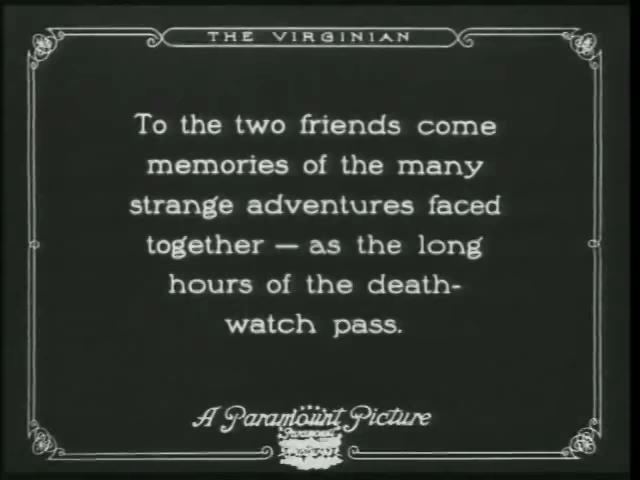 THE VIRGINIAN
To the two friends come
memories of the many
strange adventures faced
together — as the long
hours of the death-
watch pass.
A Paramount Picture
Paramount